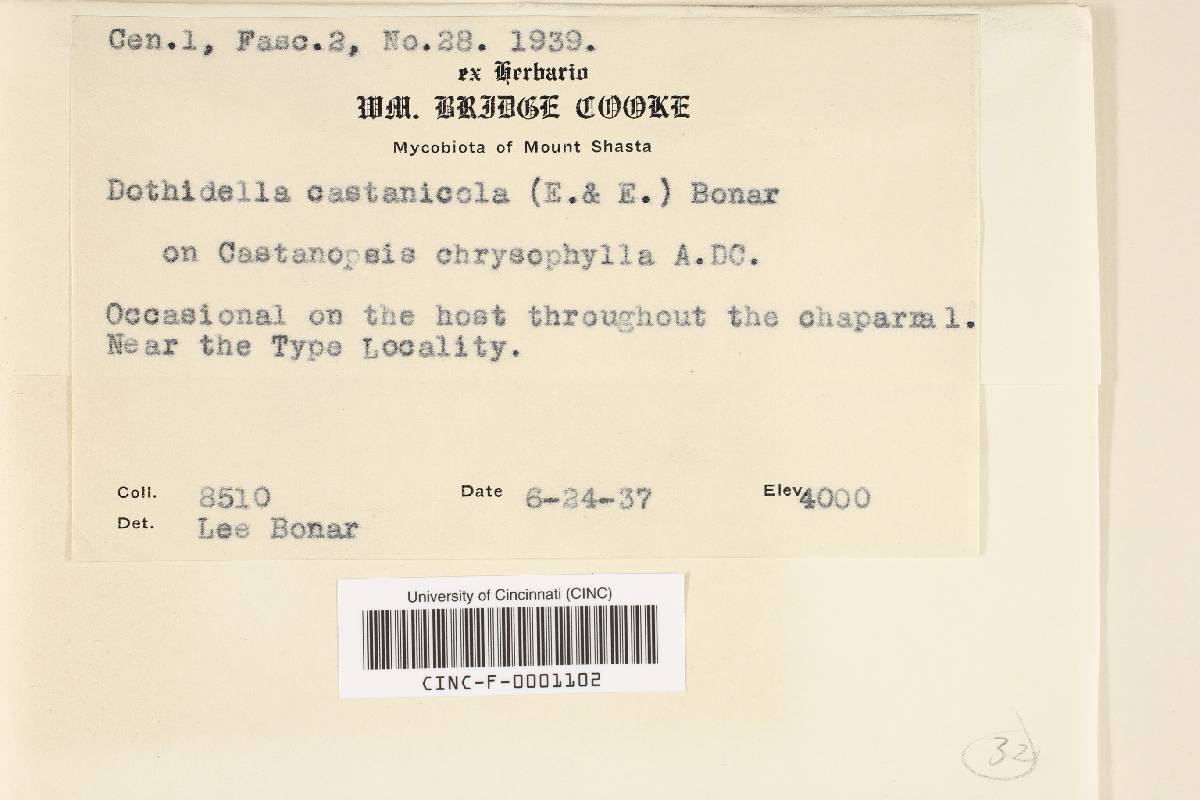 Cen.1, Fasc.2, No.28. 1939.
ex Herbario
WM. BRIDGE COOKE
Mycobiota of Mount Shasta
Dothidella castanicola (E.& E.) Bonar
on Castanopsis chrysophylla A.DC.
Occasional on the host throughout the chaparral.
Near the Type Locality.
Coll. 8510 Date 6-24-37 Elev. 4000
Det. Lee Bonar
University of Cincinnati (CINC)
CINC-F-0001102
32